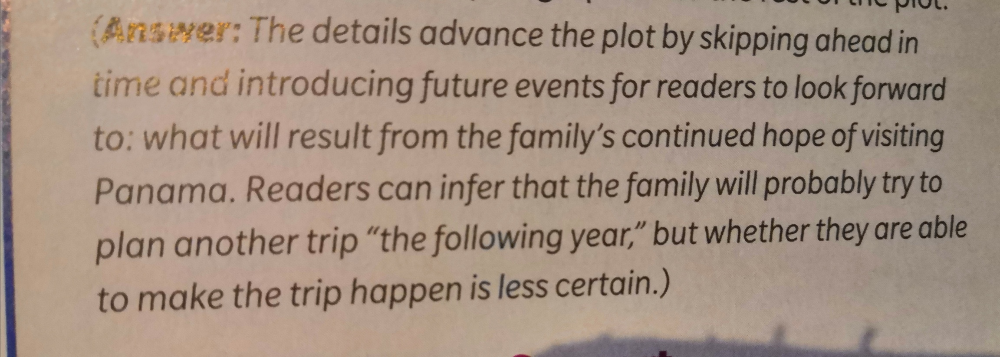 of the plot.
(Answer: The details advance the plot by skipping ahead in
time and introducing future events for readers to look forward
to: what will result from the family's continued hope of visiting
Panama. Readers can infer that the family will probably try to
plan another trip "the following year," but whether they are able
to make the trip happen is less certain.)